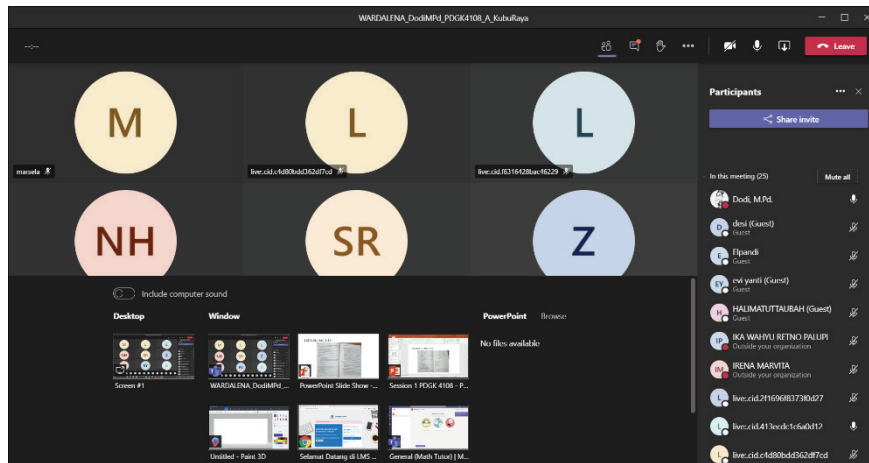 WARDALENA_DodiMPd_PDGK4108_A_KubuRaya
--:--
Leave
M
L
L
marsela
live:.cid.c4d80bdd362df7cd
live:.cid.f6316428bac46229
NH
SR
Z
Include computer sound
Desktop
Window
PowerPoint
Browse
No files available
Screen #1
WARDALENA_DodiMPd_...
PowerPoint Slide Show -...
Session 1 PDGK 4108 - P...
Untitled - Paint 3D
Selamat Datang di LMS ...
General (Math Tutor) | M...
Participants
Share invite
In this meeting (25)
Mute all
Dodi, M.Pd.
D
desi (Guest)
Guest
E
Elpandi
Guest
EY
evi yanti (Guest)
Guest
H
HALIMATUTTAUBAH (Guest)
Guest
IP
IKA WAHYU RETNO PALUPI
Outside your organization
IM
IRENA MARVITA
Outside your organization
L
live:.cid.2f1696f8373f0d27
L
live:.cid.413ecdc1c6a0d12
L
live:.cid.c4d80bdd362df7cd